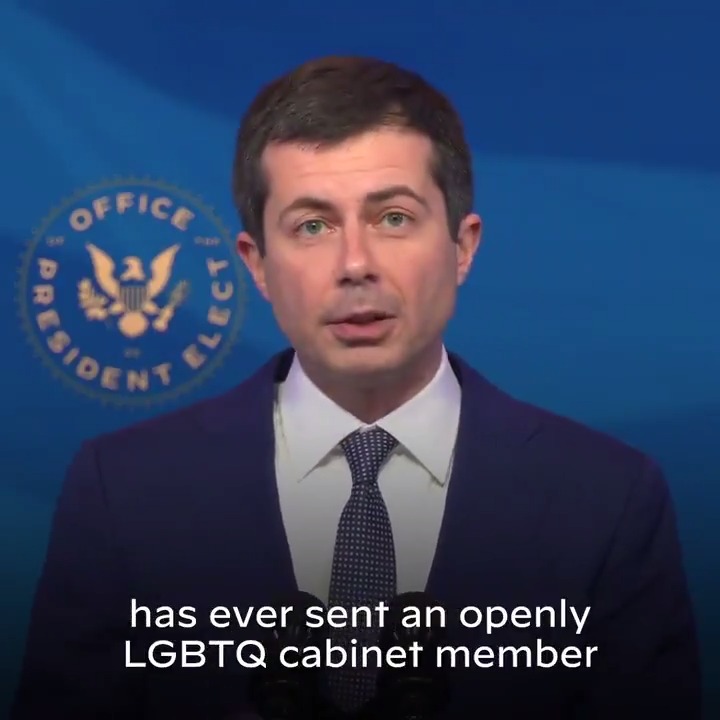 OFFICE
PRESIDENT ELECT
has ever sent an openly
LGBTQ cabinet member